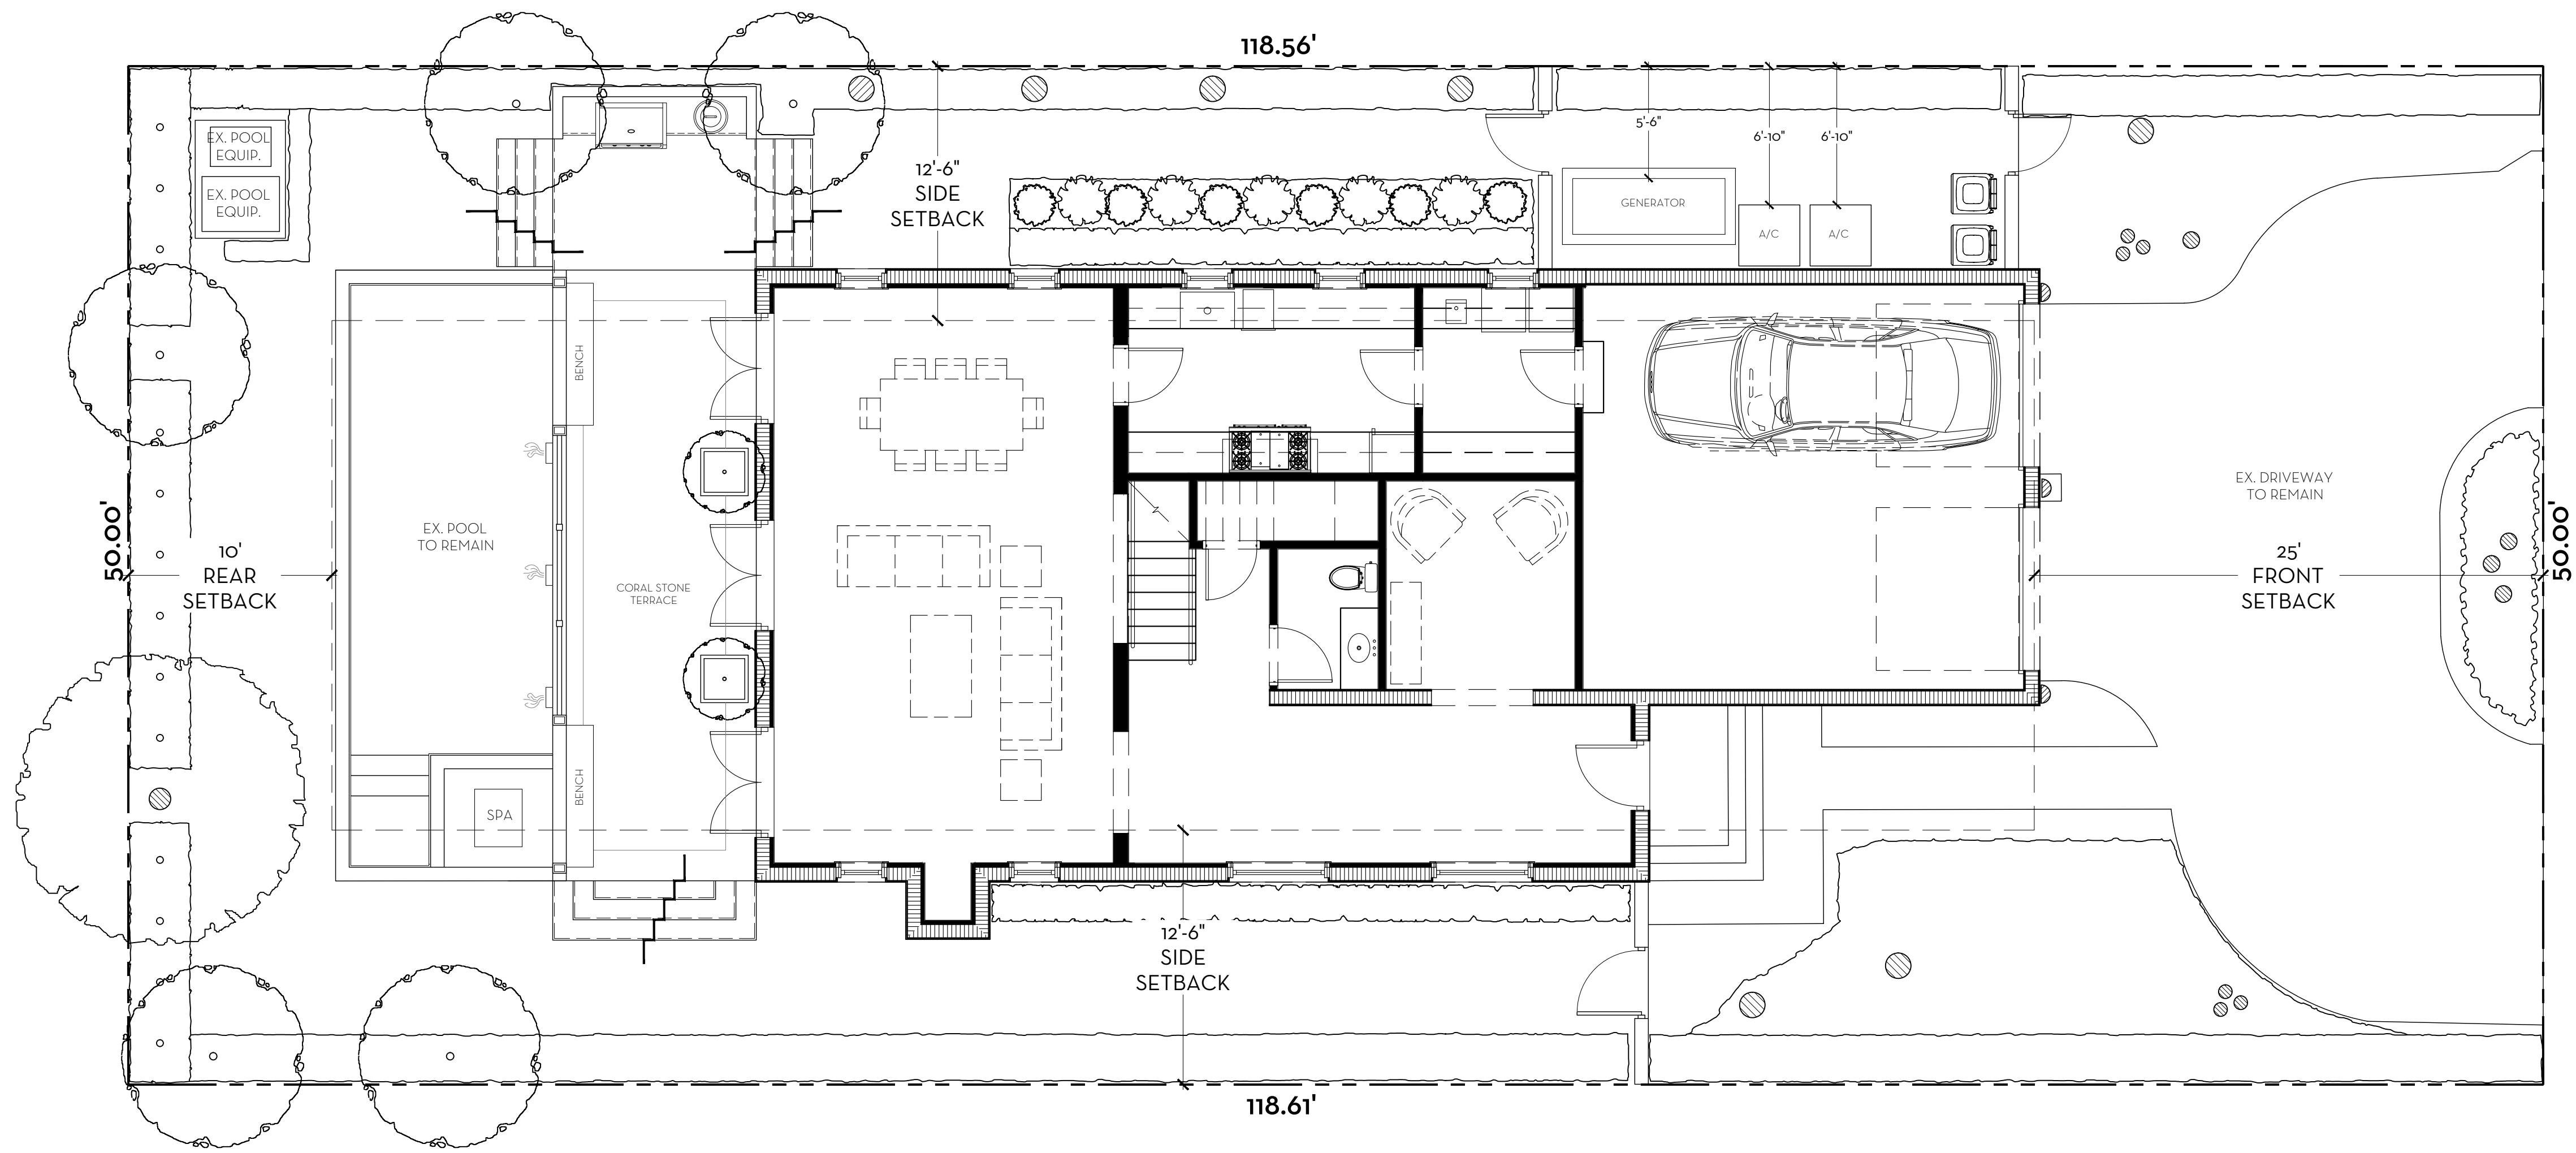 118.56'
EX. POOL
EQUIP.
EX. POOL
EQUIP.
12'-6"
SIDE
SETBACK
5'-6"
6'-10"
6'-10"
GENERATOR
A/C
A/C
BENCH
EX. POOL
TO REMAIN
CORAL STONE
TERRACE
50.00'
10'
REAR
SETBACK
EX. DRIVEWAY
TO REMAIN
25'
FRONT
SETBACK
50.00'
BENCH
SPA
12'-6"
SIDE
SETBACK
118.61'